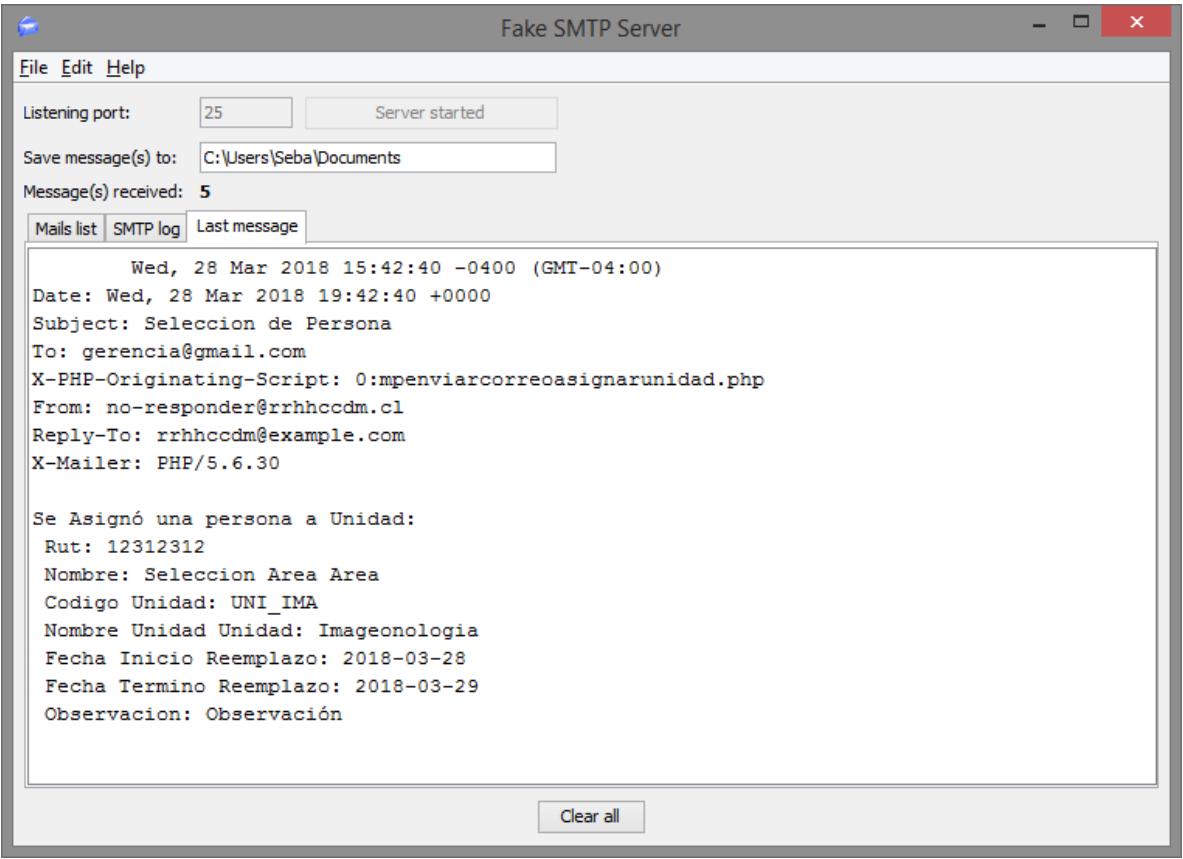 Fake SMTP Server
File Edit Help
Listening port: 25 Server started
Save message(s) to: C:\Users\Seba\Documents
Message(s) received: 5
Mails list SMTP log Last message
Wed, 28 Mar 2018 15:42:40 -0400 (GMT-04:00)
Date: Wed, 28 Mar 2018 19:42:40 +0000
Subject: Seleccion de Persona
To: gerencia@gmail.com
X-PHP-Originating-Script: 0:mpenviarcorreoasignarunidad.php
From: no-responder@rrhhccdm.cl
Reply-To: rrhhccdm@example.com
X-Mailer: PHP/5.6.30
Se Asignó una persona a Unidad:
Rut: 12312312
Nombre: Seleccion Area Area
Codigo Unidad: UNI_IMA
Nombre Unidad Unidad: Imageonologia
Fecha Inicio Reemplazo: 2018-03-28
Fecha Termino Reemplazo: 2018-03-29
Observacion: Observación
Clear all